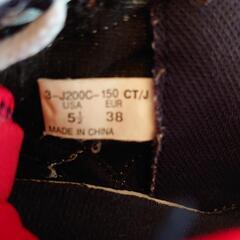 3-J200C-150 CT/J
USA EUR
5½ 38
MADE IN CHINA